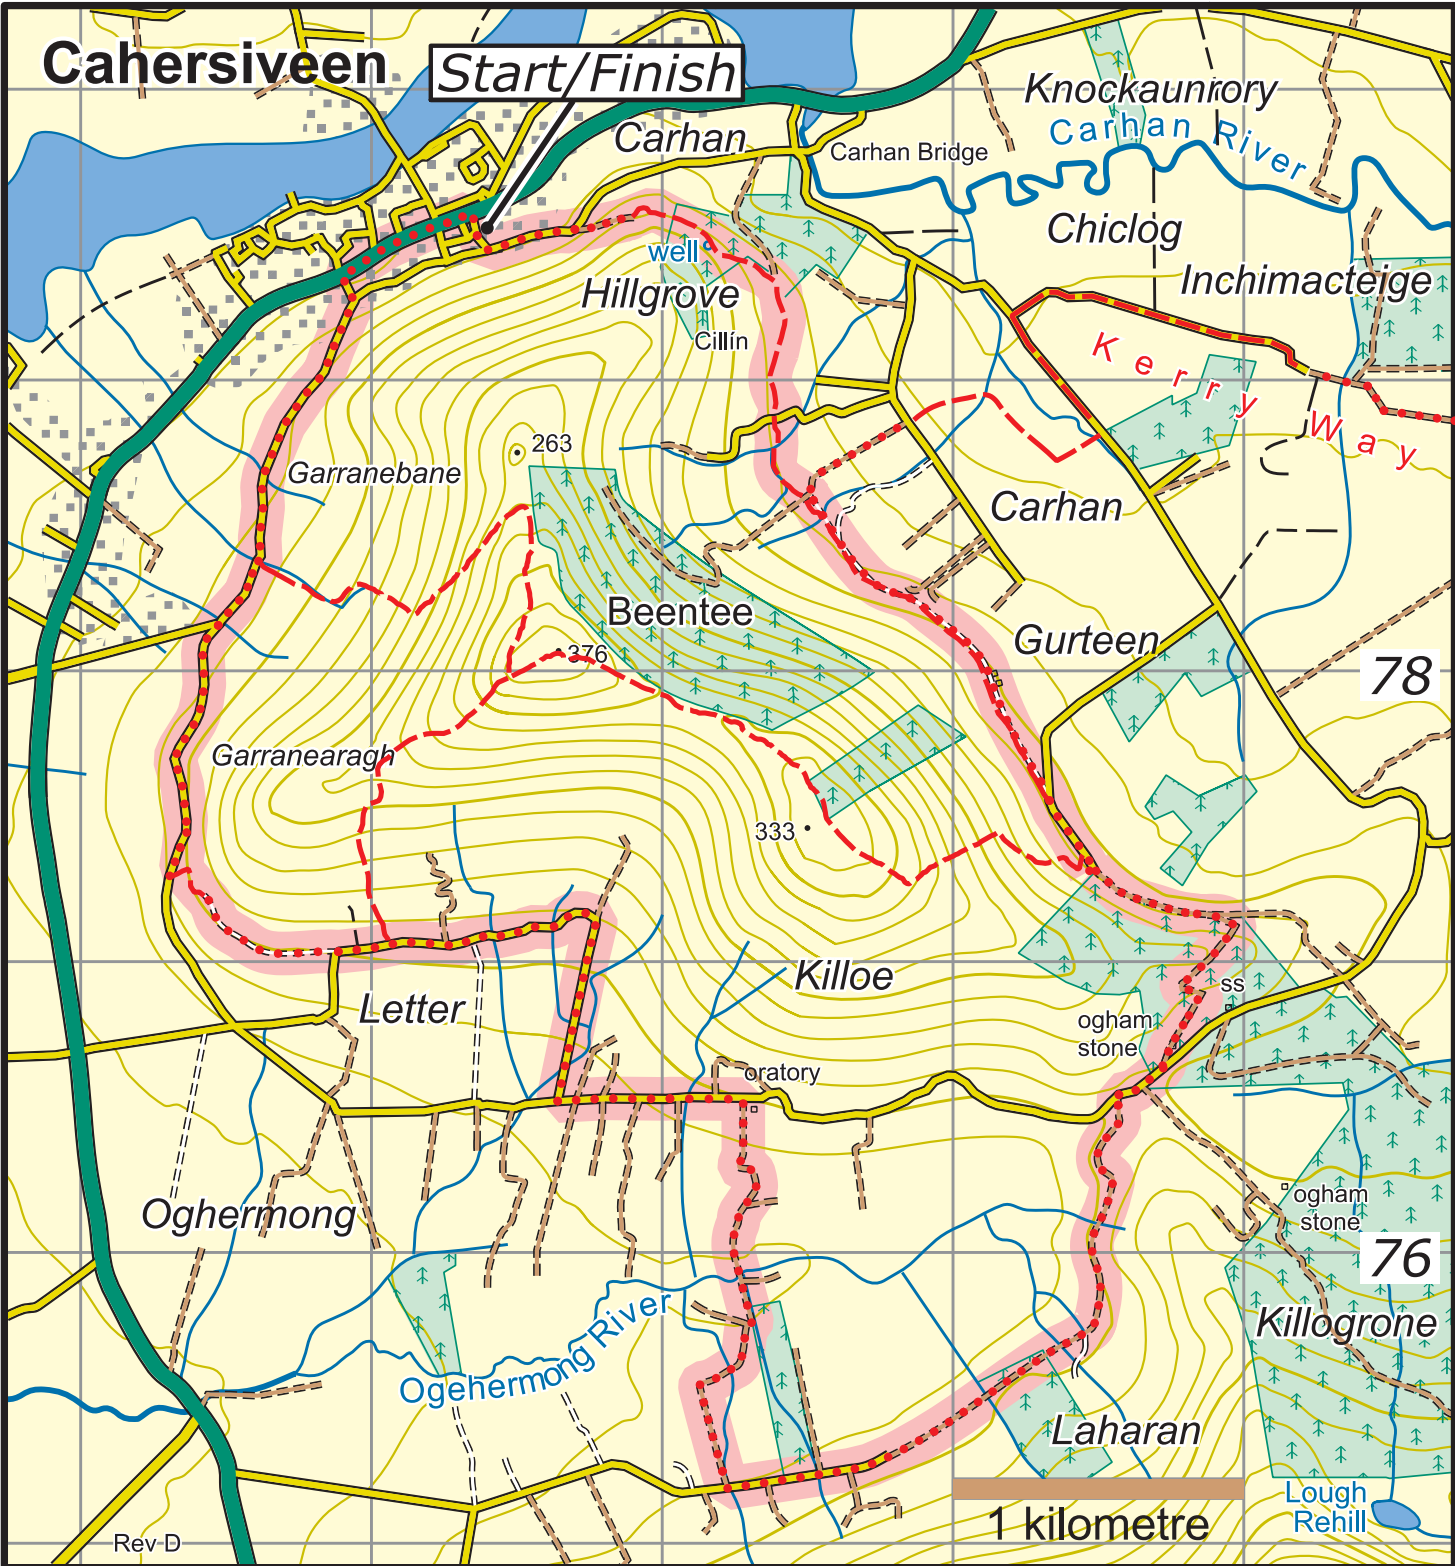 Cahersiveen
Start/Finish
Knockaunrory
Carhan
Carhan River
Carhan Bridge
Chiclog
well
Inchimacteige
Hillgrove
Cillín
Kerry Way
263
Garranebane
Carhan
Beentee
Gurteen
376
78
Garranearagh
333
Killoe
ss
Letter
ogham
stone
oratory
ogham
stone
Oghermong
76
Killogrone
Ogehermong River
Laharan
Lough
Rehill
1 kilometre
Rev D